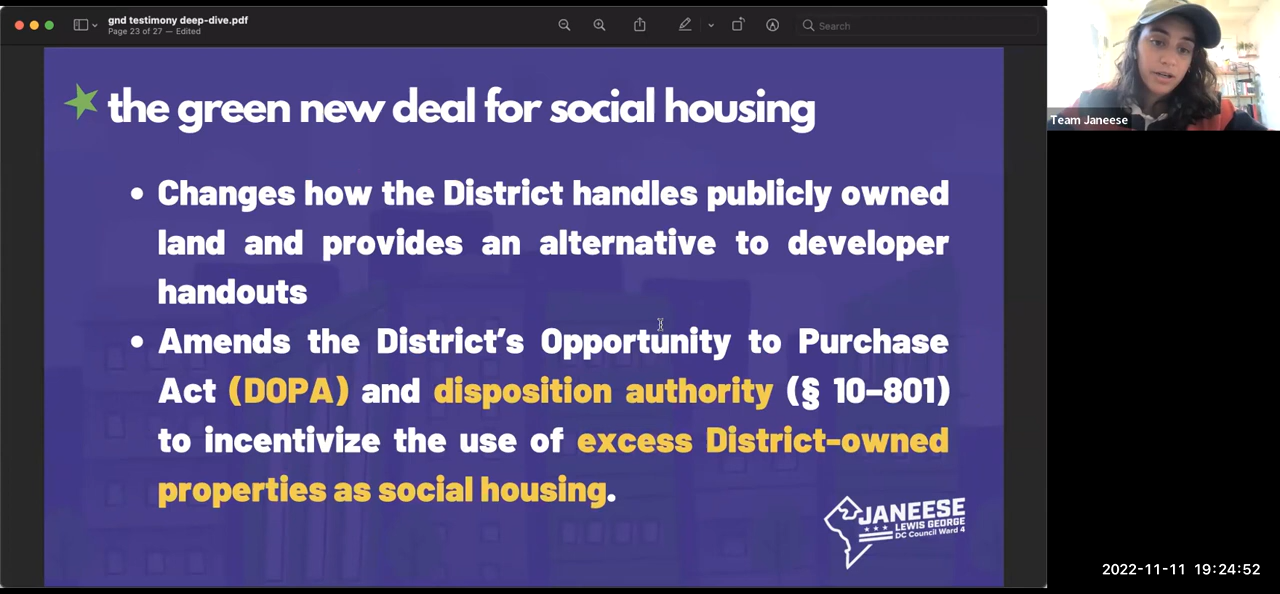 gnd testimony deep-dive.pdf
Page 23 of 27 — Edited
Search
Team Janeese
the green new deal for social housing
• Changes how the District handles publicly owned
land and provides an alternative to developer
handouts
• Amends the District's Opportunity to Purchase
Act (DOPA) and disposition authority (§ 10–801)
to incentivize the use of excess District-owned
properties as social housing.
JANEESE
LEWIS GEORGE
DC Council Ward 4
2022-11-11 19:24:52